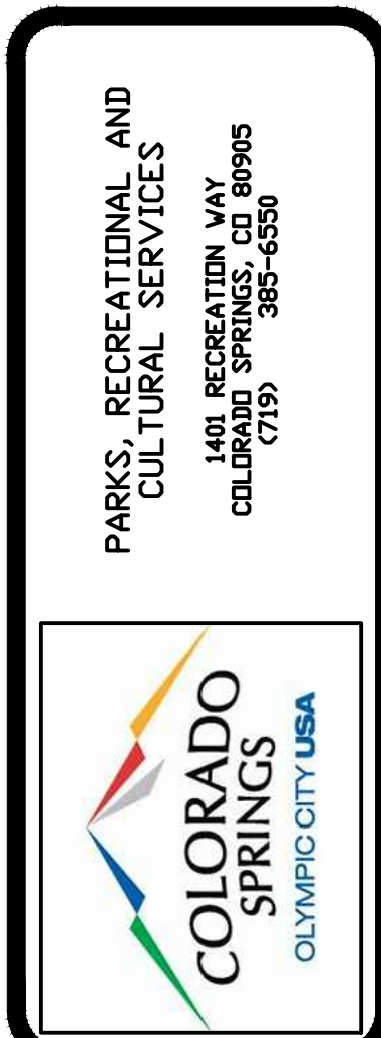 PARKS, RECREATIONAL AND
CULTURAL SERVICES
1401 RECREATION WAY
COLORADO SPRINGS, CO 80905
(719) 385-6550
COLORADO
SPRINGS
OLYMPIC CITY USA